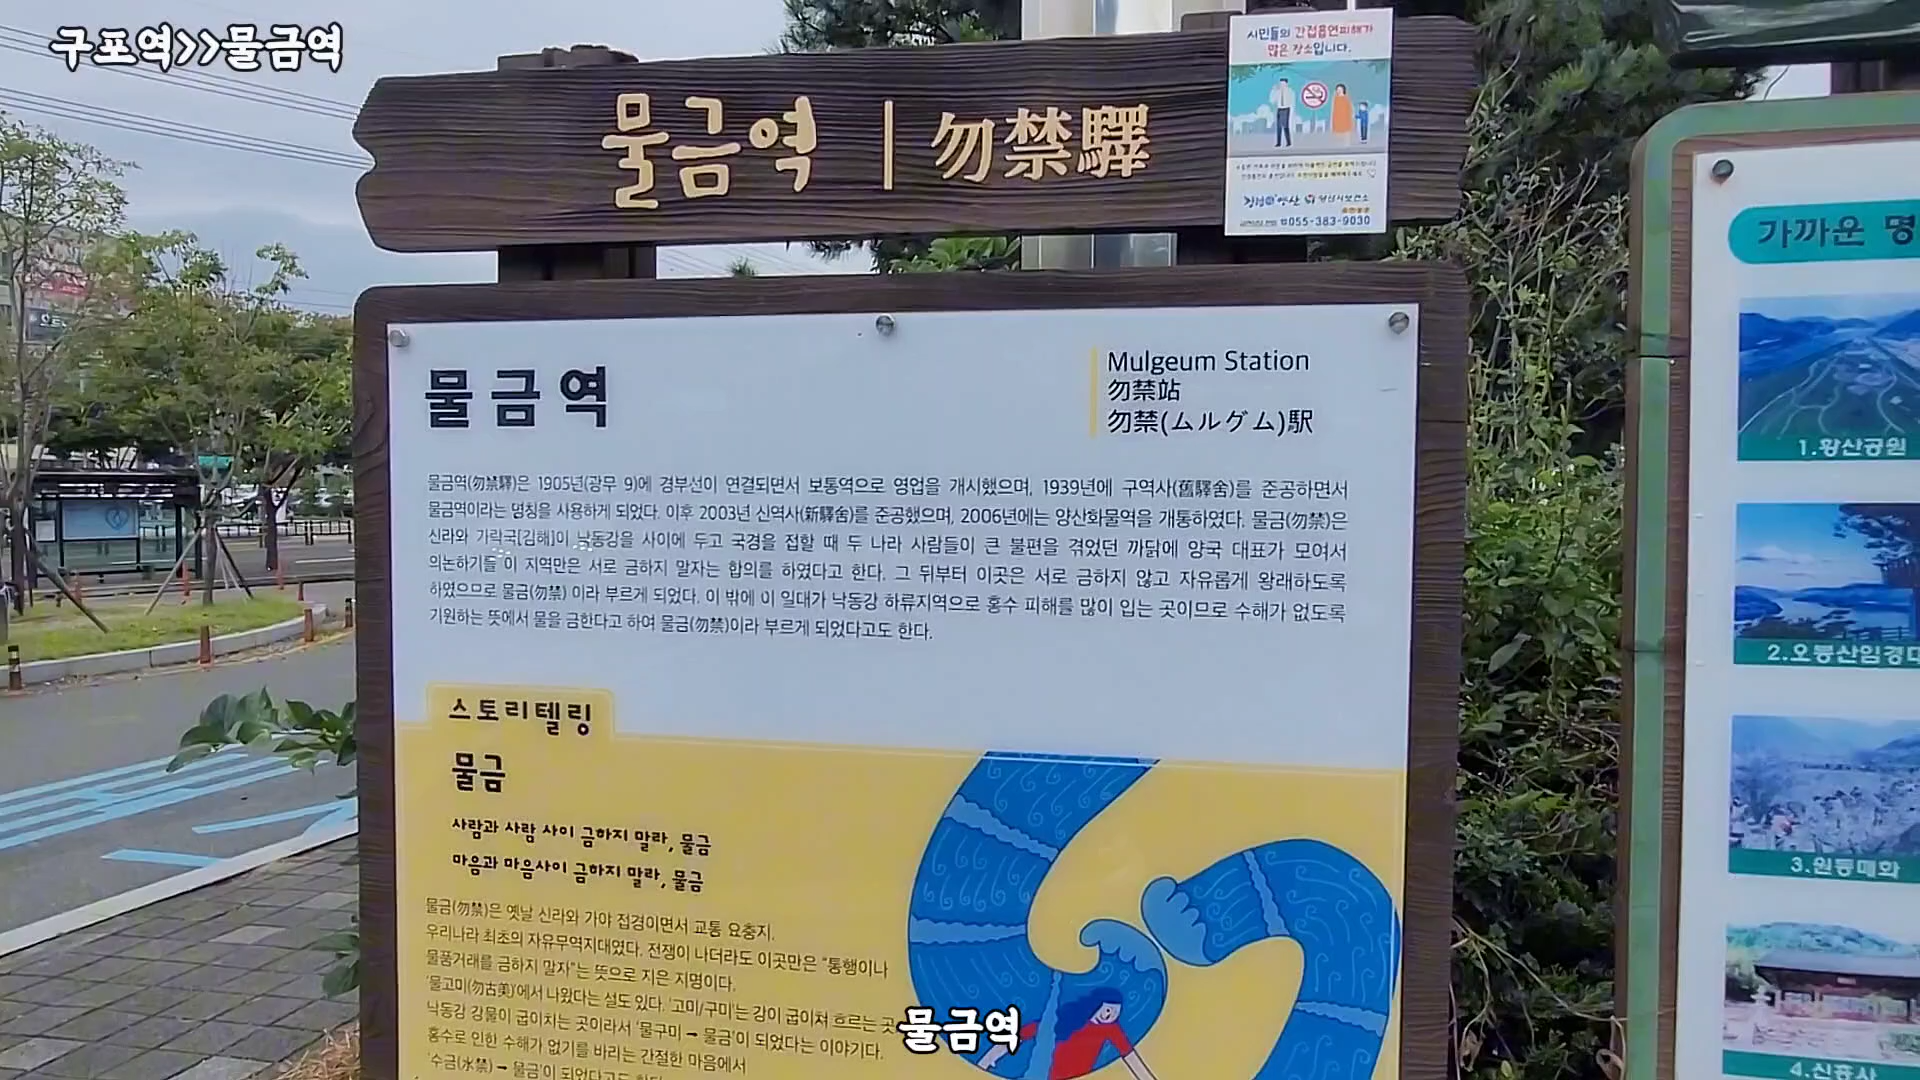 구포역>>물금역
물금역 | 勿禁驛
시민들의 간접흡연피해가
많은 장소입니다.
양산시보건소
☎055-383-9030
물금역
Mulgeum Station
勿禁站
勿禁(ムルグム)駅
물금역(勿禁驛)은 1905년(광무 9)에 경부선이 연결되면서 보통역으로 영업을 개시했으며, 1939년에 구역사(舊驛舍)를 준공하면서
물금역이라는 명칭을 사용하게 되었다. 이후 2003년 신역사(新驛舍)를 준공했으며, 2006년에는 양산화물역을 개통하였다. 물금(勿禁)은
신라와 가락국[김해]이 낙동강을 사이에 두고 국경을 접할 때 두 나라 사람들이 큰 불편을 겪었던 까닭에 양국 대표가 모여서
의논하기를 이 지역만은 서로 금하지 말자는 합의를 하였다고 한다. 그 뒤부터 이곳은 서로 금하지 않고 자유롭게 왕래하도록
하였으므로 물금(勿禁) 이라 부르게 되었다. 이 밖에 이 일대가 낙동강 하류지역으로 홍수 피해를 많이 입는 곳이므로 수해가 없도록
기원하는 뜻에서 물을 금한다고 하여 물금(勿禁)이라 부르게 되었다고도 한다.
스토리텔링
물금
사람과 사람 사이 금하지 말라, 물금
마음과 마음사이 금하지 말라, 물금
물금(勿禁)은 옛날 신라와 가야 접경이면서 교통 요충지.
우리나라 최초의 자유무역지대였다. 전쟁이 나더라도 이곳만은 "통행이나
물품거래를 금하지 말자"는 뜻으로 지은 지명이다.
'물고미(勿古美)'에서 나왔다는 설도 있다. '고미/구미'는 강이 굽이쳐 흐르는 곳.
낙동강 강물이 굽이치는 곳이라서 '물구미 → 물금'이 되었다는 이야기다.
홍수로 인한 수해가 없기를 바라는 간절한 마음에서
'수금(水禁) → 물금'이 되었다고도 한다.
가까운 명
1.황산공원
2.오봉산임경대
3.원동매화
4.신흥사
물금역